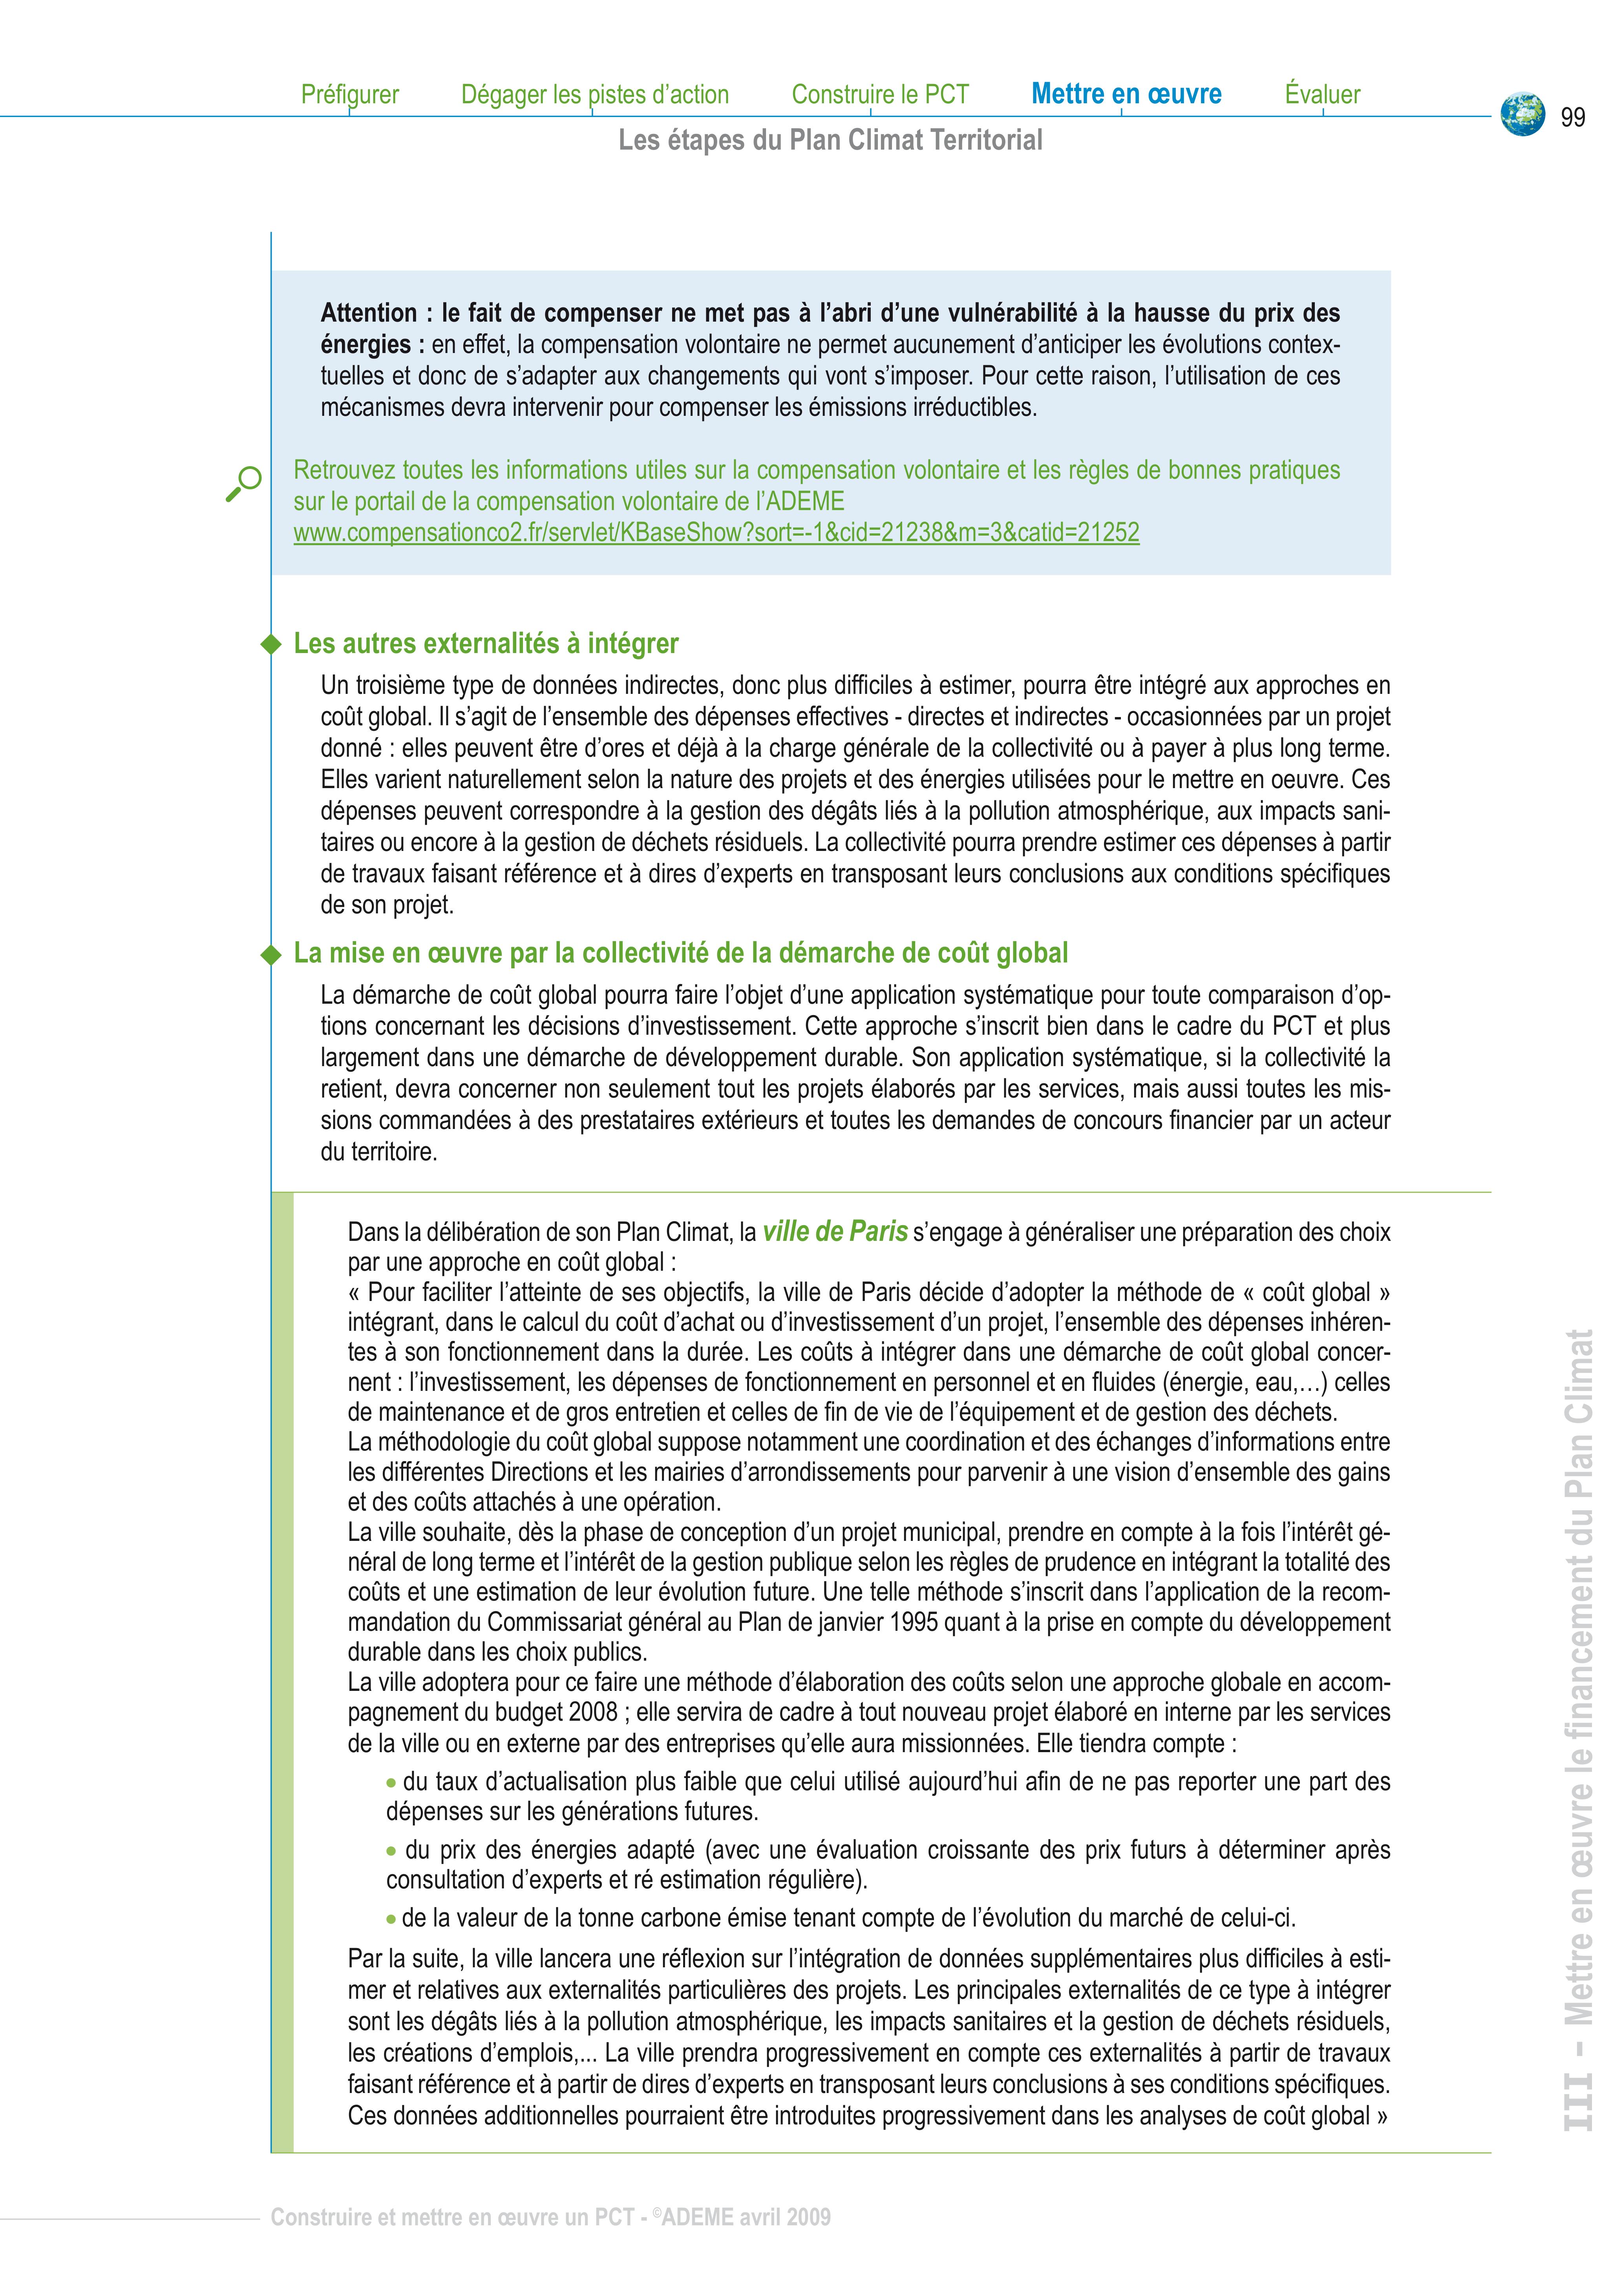 Préfigurer Dégager les pistes d’action Construire le PCT Mettre en œuvre Évaluer
99
Les étapes du Plan Climat Territorial
Attention : le fait de compenser ne met pas à l’abri d’une vulnérabilité à la hausse du prix des
énergies : en effet, la compensation volontaire ne permet aucunement d’anticiper les évolutions contex-
tuelles et donc de s’adapter aux changements qui vont s’imposer. Pour cette raison, l’utilisation de ces
mécanismes devra intervenir pour compenser les émissions irréductibles.
Retrouvez toutes les informations utiles sur la compensation volontaire et les règles de bonnes pratiques
sur le portail de la compensation volontaire de l’ADEME
www.compensationco2.fr/servlet/KBaseShow?sort=-1&cid=21238&m=3&catid=21252
Les autres externalités à intégrer
Un troisième type de données indirectes, donc plus difficiles à estimer, pourra être intégré aux approches en
coût global. Il s’agit de l’ensemble des dépenses effectives - directes et indirectes - occasionnées par un projet
donné : elles peuvent être d’ores et déjà à la charge générale de la collectivité ou à payer à plus long terme.
Elles varient naturellement selon la nature des projets et des énergies utilisées pour le mettre en oeuvre. Ces
dépenses peuvent correspondre à la gestion des dégâts liés à la pollution atmosphérique, aux impacts sani-
taires ou encore à la gestion de déchets résiduels. La collectivité pourra prendre estimer ces dépenses à partir
de travaux faisant référence et à dires d’experts en transposant leurs conclusions aux conditions spécifiques
de son projet.
La mise en œuvre par la collectivité de la démarche de coût global
La démarche de coût global pourra faire l’objet d’une application systématique pour toute comparaison d’op-
tions concernant les décisions d’investissement. Cette approche s’inscrit bien dans le cadre du PCT et plus
largement dans une démarche de développement durable. Son application systématique, si la collectivité la
retient, devra concerner non seulement tout les projets élaborés par les services, mais aussi toutes les mis-
sions commandées à des prestataires extérieurs et toutes les demandes de concours financier par un acteur
du territoire.
Dans la délibération de son Plan Climat, la ville de Paris s’engage à généraliser une préparation des choix
par une approche en coût global :
« Pour faciliter l’atteinte de ses objectifs, la ville de Paris décide d’adopter la méthode de « coût global »
intégrant, dans le calcul du coût d’achat ou d’investissement d’un projet, l’ensemble des dépenses inhéren-
tes à son fonctionnement dans la durée. Les coûts à intégrer dans une démarche de coût global concer-
nent : l’investissement, les dépenses de fonctionnement en personnel et en fluides (énergie, eau,…) celles
de maintenance et de gros entretien et celles de fin de vie de l’équipement et de gestion des déchets.
La méthodologie du coût global suppose notamment une coordination et des échanges d’informations entre
les différentes Directions et les mairies d’arrondissements pour parvenir à une vision d’ensemble des gains
et des coûts attachés à une opération.
La ville souhaite, dès la phase de conception d’un projet municipal, prendre en compte à la fois l’intérêt gé-
néral de long terme et l’intérêt de la gestion publique selon les règles de prudence en intégrant la totalité des
coûts et une estimation de leur évolution future. Une telle méthode s’inscrit dans l’application de la recom-
mandation du Commissariat général au Plan de janvier 1995 quant à la prise en compte du développement
durable dans les choix publics.
La ville adoptera pour ce faire une méthode d’élaboration des coûts selon une approche globale en accom-
pagnement du budget 2008 ; elle servira de cadre à tout nouveau projet élaboré en interne par les services
de la ville ou en externe par des entreprises qu’elle aura missionnées. Elle tiendra compte :
• du taux d’actualisation plus faible que celui utilisé aujourd’hui afin de ne pas reporter une part des
dépenses sur les générations futures.
• du prix des énergies adapté (avec une évaluation croissante des prix futurs à déterminer après
consultation d’experts et ré estimation régulière).
• de la valeur de la tonne carbone émise tenant compte de l’évolution du marché de celui-ci.
Par la suite, la ville lancera une réflexion sur l’intégration de données supplémentaires plus difficiles à esti-
mer et relatives aux externalités particulières des projets. Les principales externalités de ce type à intégrer
sont les dégâts liés à la pollution atmosphérique, les impacts sanitaires et la gestion de déchets résiduels,
les créations d’emplois,... La ville prendra progressivement en compte ces externalités à partir de travaux
faisant référence et à partir de dires d’experts en transposant leurs conclusions à ses conditions spécifiques.
Ces données additionnelles pourraient être introduites progressivement dans les analyses de coût global »
III - Mettre en œuvre le financement du Plan Climat
Construire et mettre en œuvre un PCT - ©ADEME avril 2009